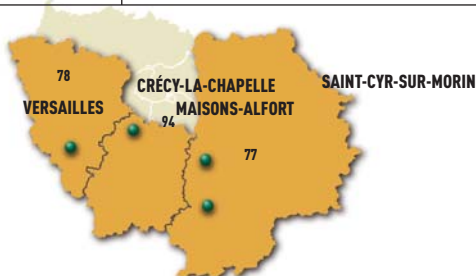 78
CRÉCY-LA-CHAPELLE
SAINT-CYR-SUR-MORIN
VERSAILLES
MAISONS-ALFORT
94
77